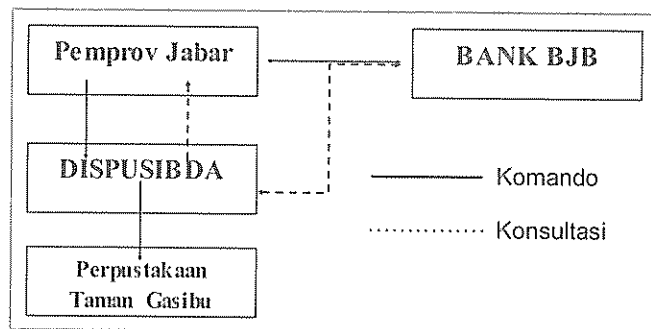 Pemprov Jabar
BANK BJB
DISPUSIBDA
Komando
Konsultasi
Perpustakaan
Taman Gasibu